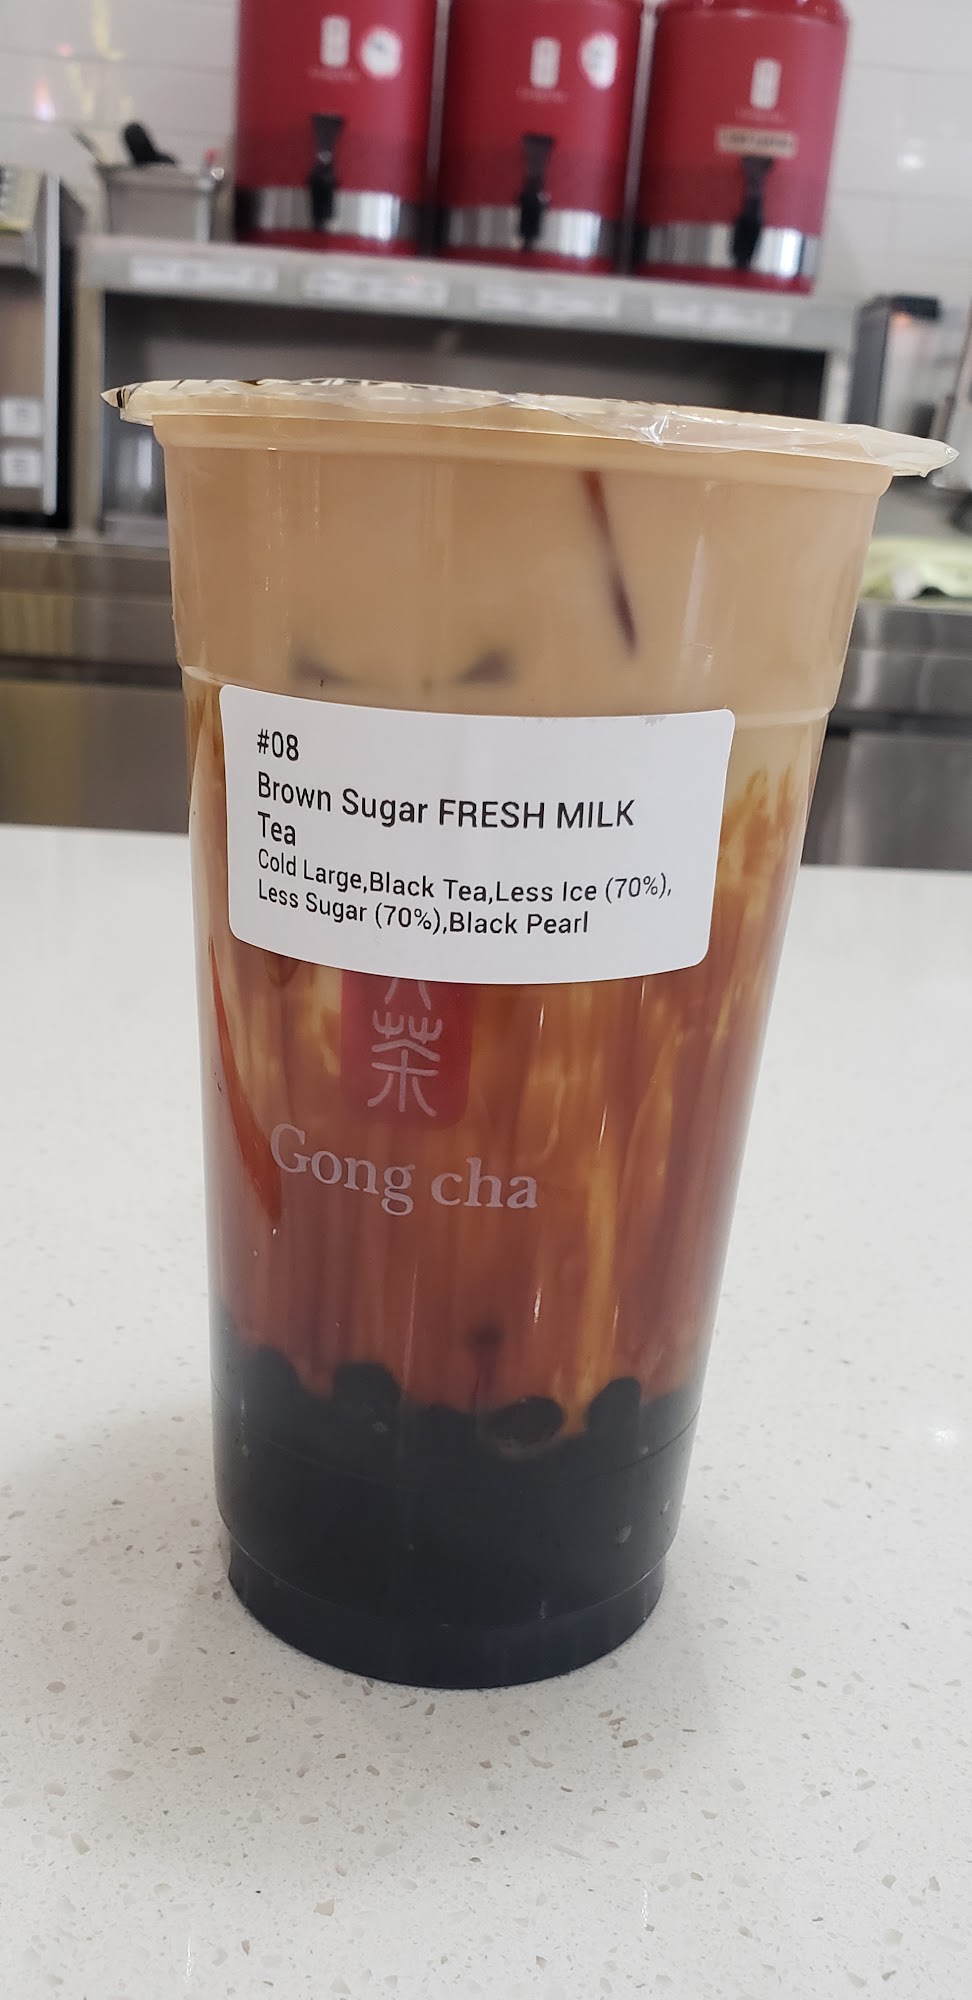 #08
Brown Sugar FRESH MILK
Tea
Cold Large,Black Tea,Less Ice (70%),
Less Sugar (70%),Black Pearl
茶
Gong cha